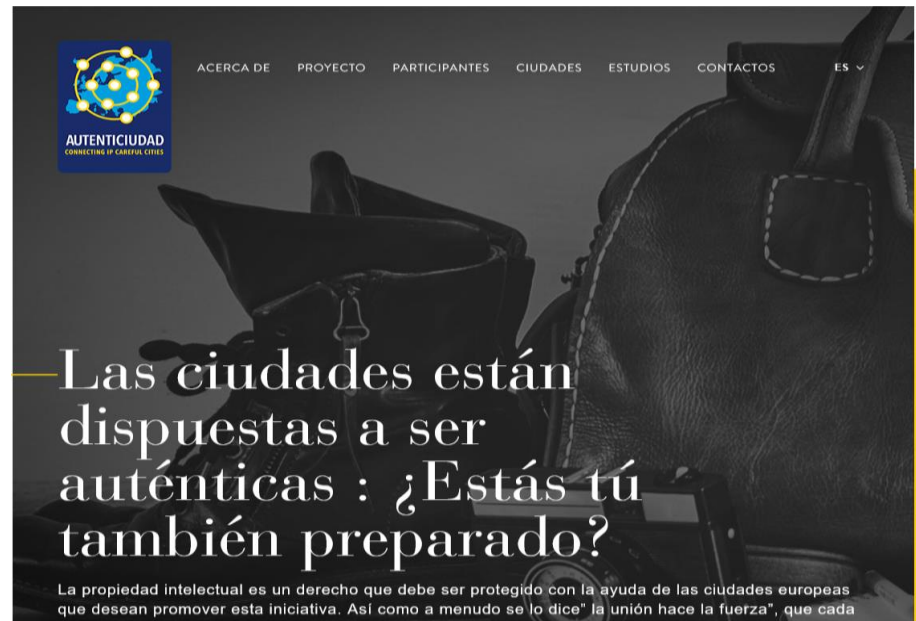 ACERCA DE PROYECTO PARTICIPANTES CIUDADES ESTUDIOS CONTACTOS ES
AUTENTICIUDAD
CONNECTING IP CAREFUL CITIES
Las ciudades están
dispuestas a ser
auténticas : ¿Estás tú
también preparado?
La propiedad intelectual es un derecho que debe ser protegido con la ayuda de las ciudades europeas
que desean promover esta iniciativa. Así como a menudo se lo dice" la unión hace la fuerza", que cada